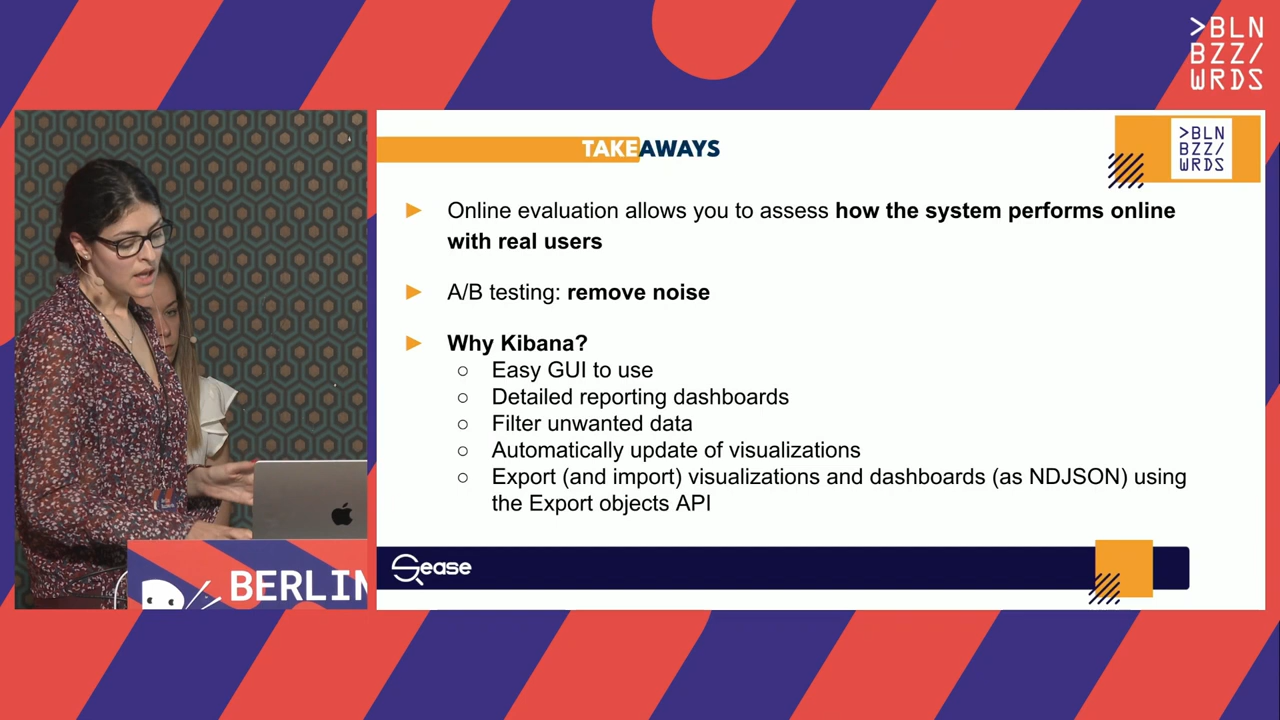 >BLN
BZZ/
WRDS
TAKEAWAYS
>BLN
BZZ/
WRDS
Online evaluation allows you to assess how the system performs online
with real users
A/B testing: remove noise
Why Kibana?
Easy GUI to use
Detailed reporting dashboards
Filter unwanted data
Automatically update of visualizations
Export (and import) visualizations and dashboards (as NDJSON) using
the Export objects API
Sease
BERLIN